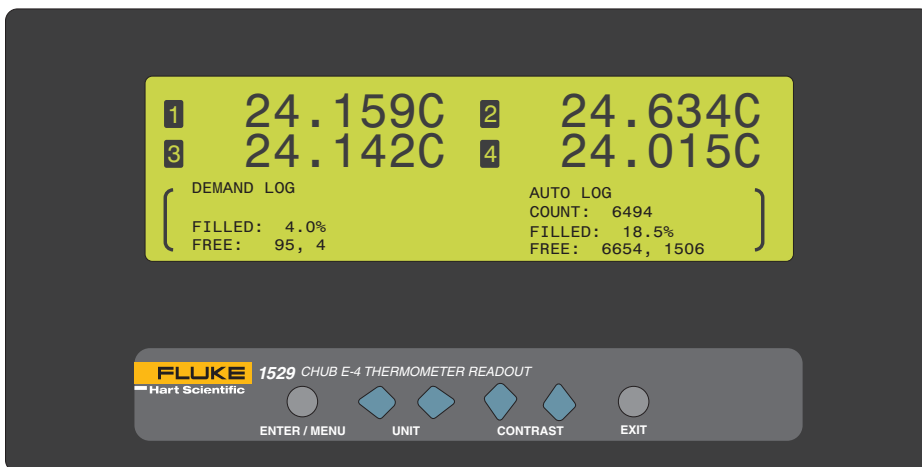 1 24.159C 2 24.634C
3 24.142C 4 24.015C
DEMAND LOG
FILLED: 4.0%
FREE: 95, 4
AUTO LOG
COUNT: 6494
FILLED: 18.5%
FREE: 6654, 1506
FLUKE
Hart Scientific
1529 CHUB E-4 THERMOMETER READOUT
ENTER / MENU UNIT CONTRAST EXIT